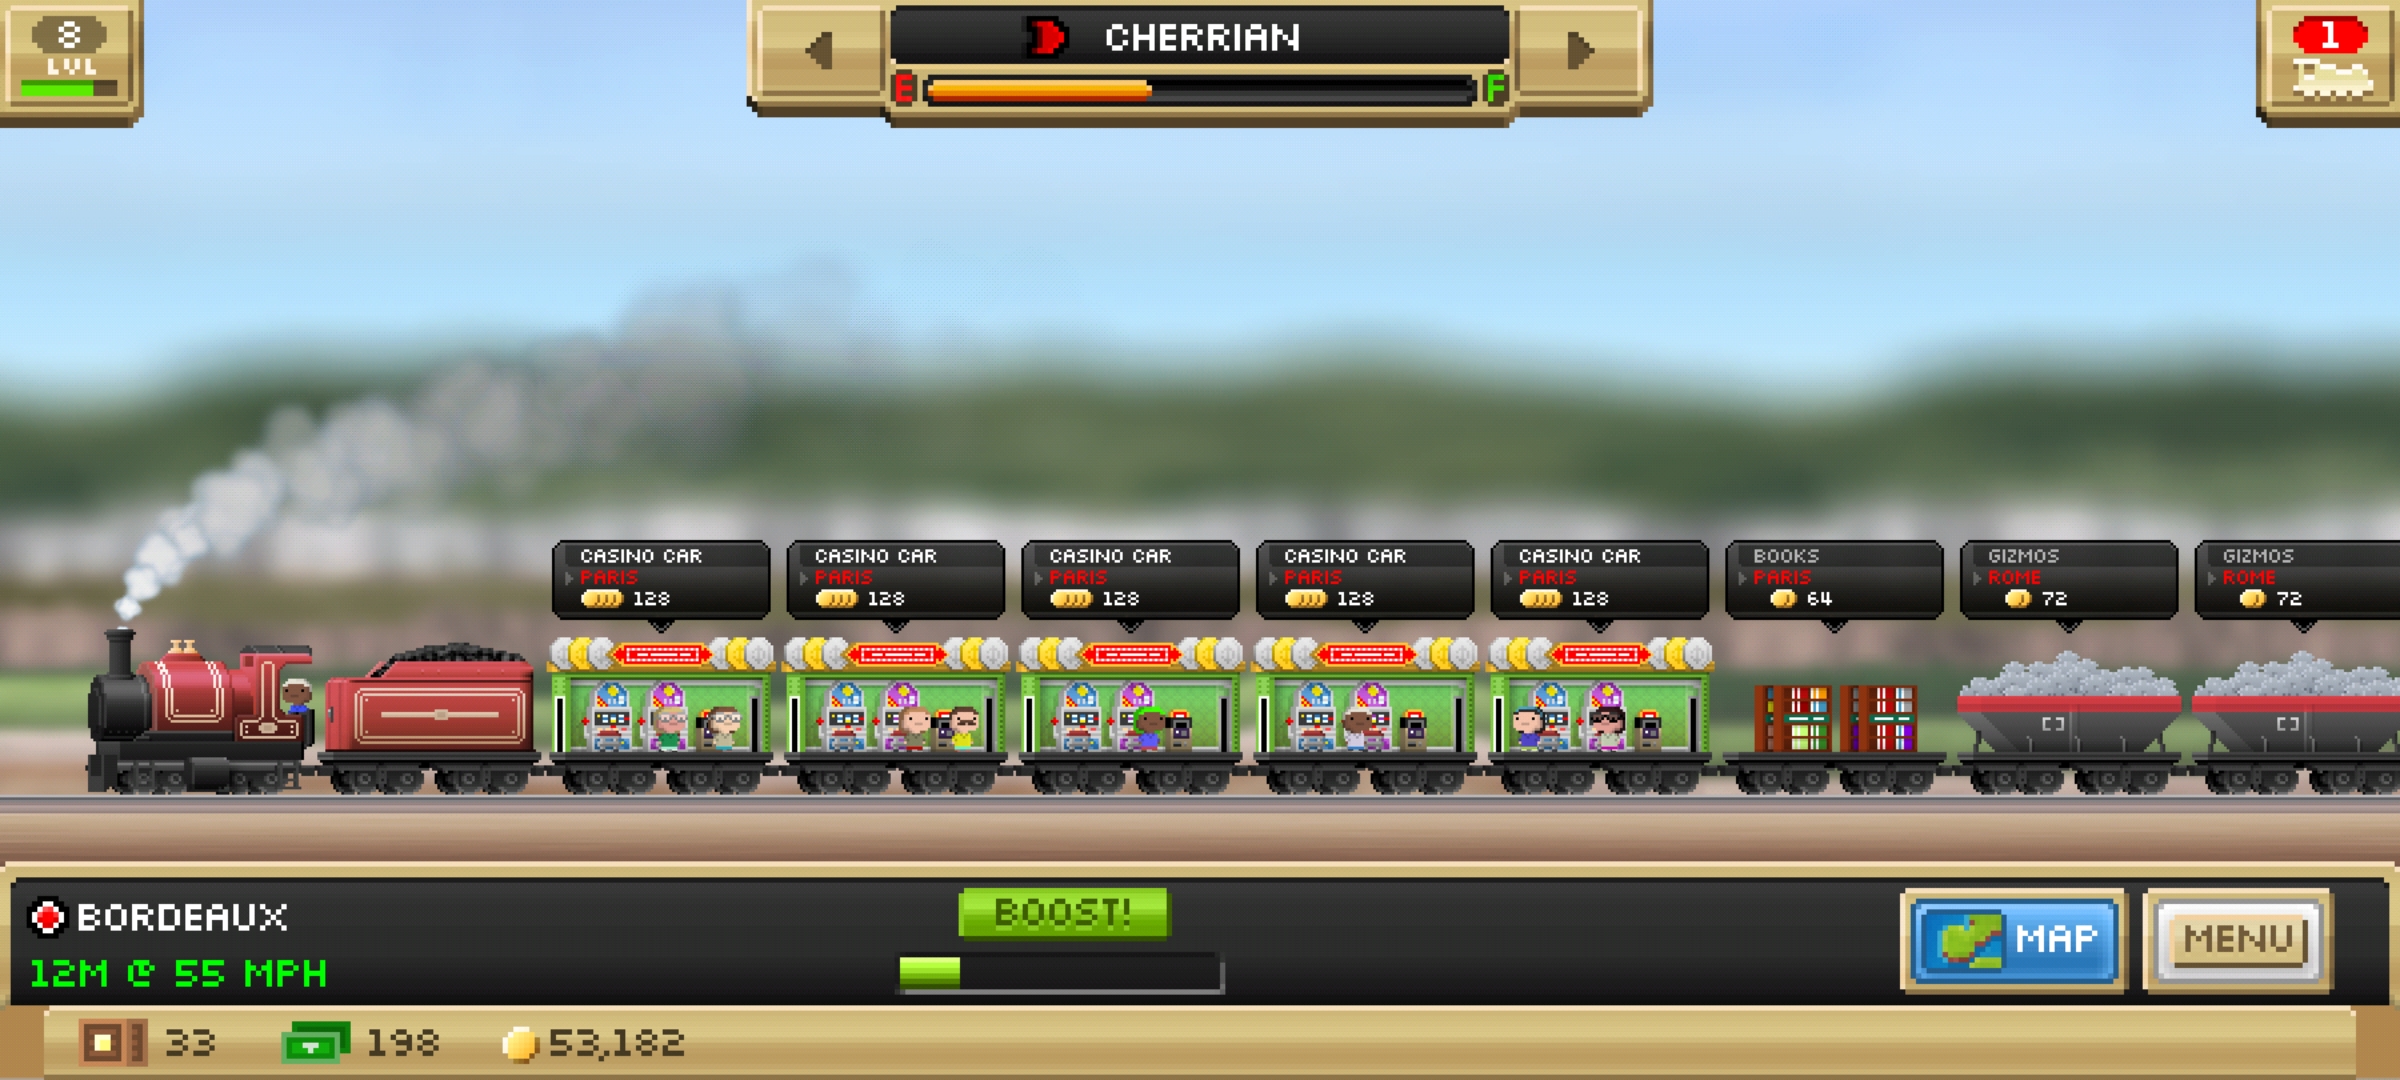 8
LVL
CHERRIAN
E F
1
CASINO CAR
PARIS
128
CASINO CAR
PARIS
128
CASINO CAR
PARIS
128
CASINO CAR
PARIS
128
CASINO CAR
PARIS
128
BOOKS
PARIS
64
GIZMOS
ROME
72
GIZMOS
ROME
72
BORDEAUX
12M @ 55 MPH
BOOST!
MAP
MENU
33
198
53,182